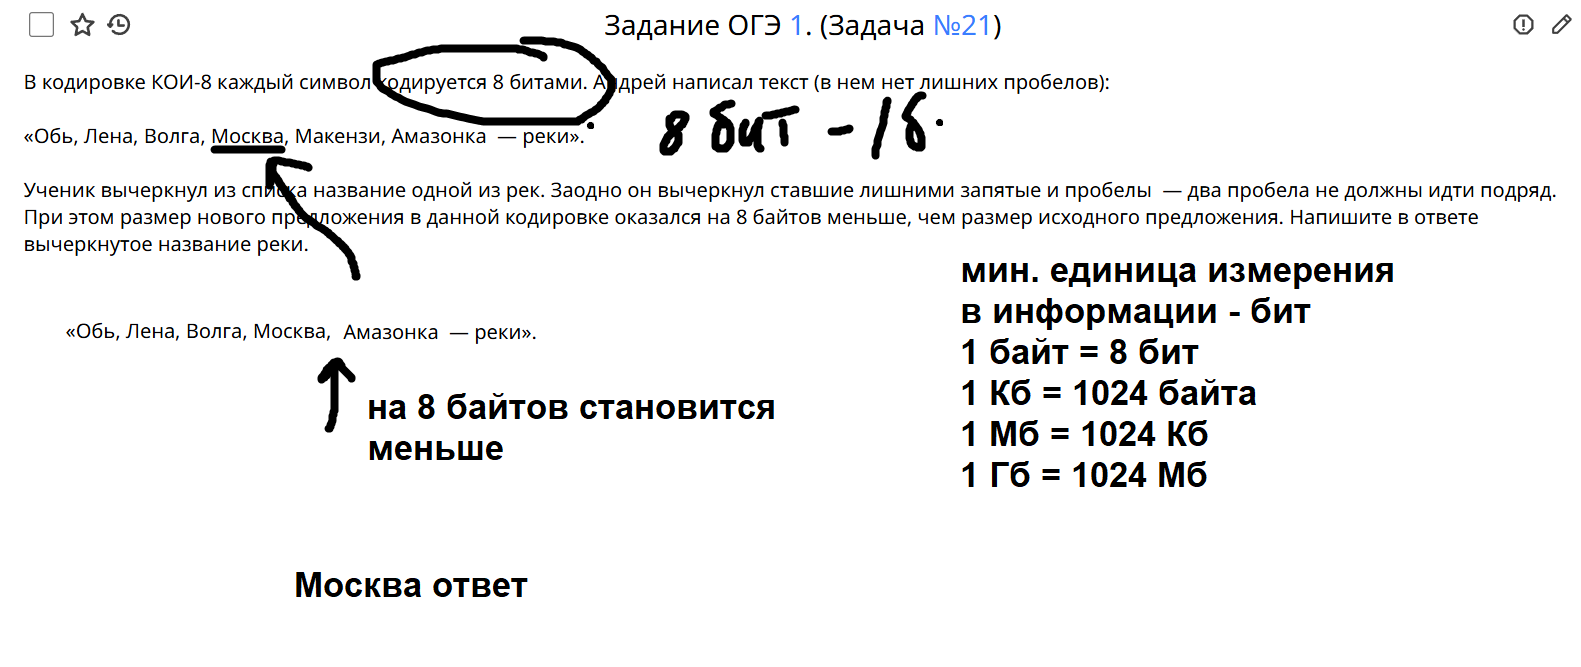 Задание ОГЭ 1. (Задача №21)
В кодировке КОИ-8 каждый символ кодируется 8 битами. Андрей написал текст (в нем нет лишних пробелов):
8 бит - 1 б.
«Обь, Лена, Волга, Москва, Макензи, Амазонка — реки».
Ученик вычеркнул из списка название одной из рек. Заодно он вычеркнул ставшие лишними запятые и пробелы — два пробела не должны идти подряд.
При этом размер нового предложения в данной кодировке оказался на 8 байтов меньше, чем размер исходного предложения. Напишите в ответе
вычеркнутое название реки.
мин. единица измерения
в информации - бит
1 байт = 8 бит
1 Кб = 1024 байта
1 Мб = 1024 Кб
1 Гб = 1024 Мб
«Обь, Лена, Волга, Москва, Амазонка — реки».
на 8 байтов становится
меньше
Москва ответ